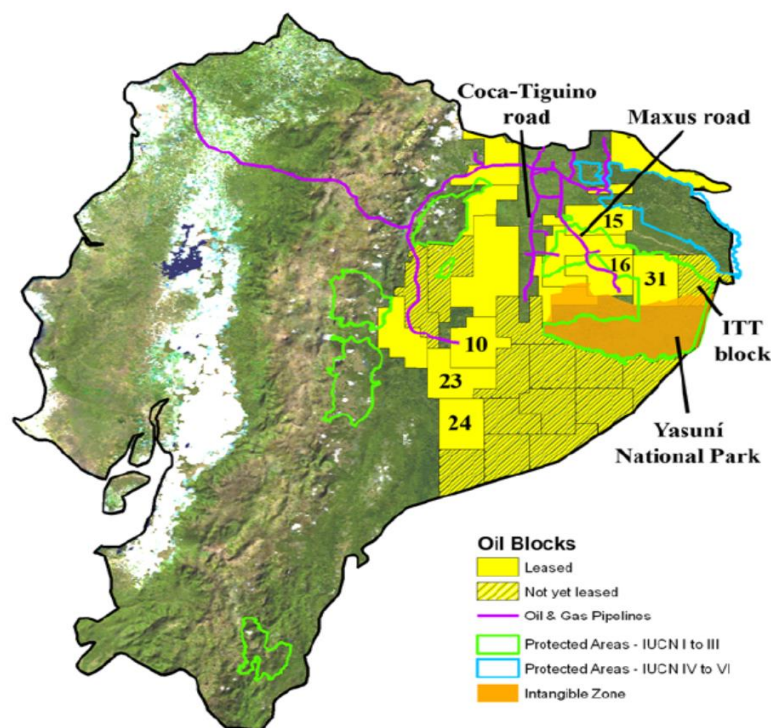 Coca-Tiguino
road
Maxus road
15
16
31
ITT
block
10
23
24
Yasuní
National Park
Oil Blocks
Leased
Not yet leased
Oil & Gas Pipelines
Protected Areas - IUCN I to III
Protected Areas - IUCN IV to VI
Intangible Zone